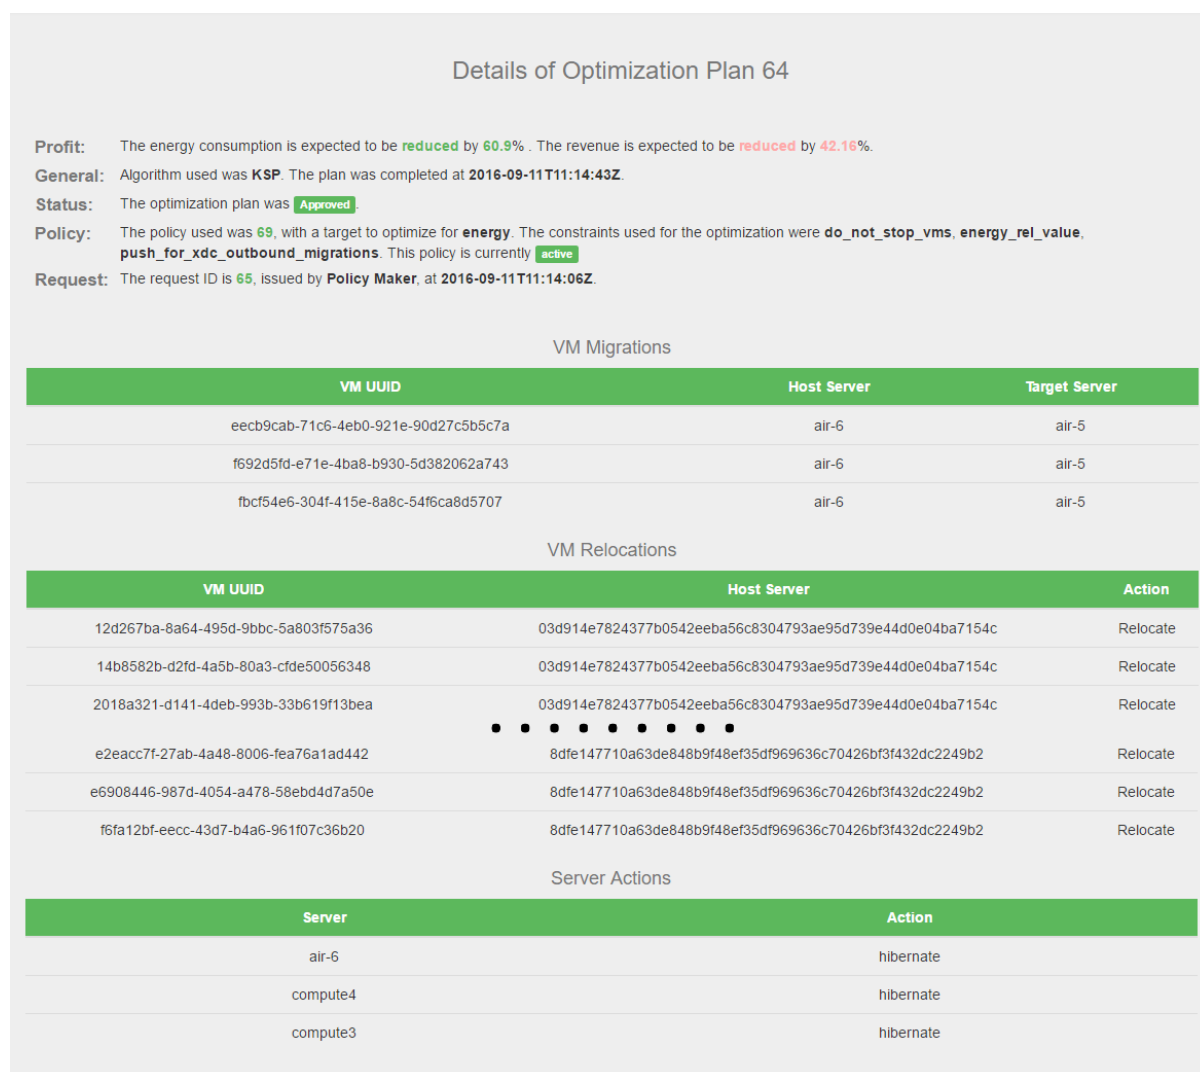 Details of Optimization Plan 64
Profit: The energy consumption is expected to be reduced by 60.9% . The revenue is expected to be reduced by 42.16%.
General: Algorithm used was KSP. The plan was completed at 2016-09-11T11:14:43Z.
Status: The optimization plan was Approved.
Policy: The policy used was 69, with a target to optimize for energy. The constraints used for the optimization were do_not_stop_vms, energy_rel_value,
push_for_xdc_outbound_migrations. This policy is currently active
Request: The request ID is 65, issued by Policy Maker, at 2016-09-11T11:14:06Z.
VM Migrations
VM UUID Host Server Target Server
eecb9cab-71c6-4eb0-921e-90d27c5b5c7a air-6 air-5
f692d5fd-e71e-4ba8-b930-5d382062a743 air-6 air-5
fbcf54e6-304f-415e-8a8c-54f6ca8d5707 air-6 air-5
VM Relocations
VM UUID Host Server Action
12d267ba-8a64-495d-9bbc-5a803f575a36 03d914e7824377b0542eeba56c8304793ae95d739e44d0e04ba7154c Relocate
14b8582b-d2fd-4a5b-80a3-cfde50056348 03d914e7824377b0542eeba56c8304793ae95d739e44d0e04ba7154c Relocate
2018a321-d141-4deb-993b-33b619f13bea 03d914e7824377b0542eeba56c8304793ae95d739e44d0e04ba7154c Relocate
. . . . . . . . .
e2eacc7f-27ab-4a48-8006-fea76a1ad442 8dfe147710a63de848b9f48ef35df969636c70426bf3f432dc2249b2 Relocate
e6908446-987d-4054-a478-58ebd4d7a50e 8dfe147710a63de848b9f48ef35df969636c70426bf3f432dc2249b2 Relocate
f6fa12bf-eecc-43d7-b4a6-961f07c36b20 8dfe147710a63de848b9f48ef35df969636c70426bf3f432dc2249b2 Relocate
Server Actions
Server Action
air-6 hibernate
compute4 hibernate
compute3 hibernate